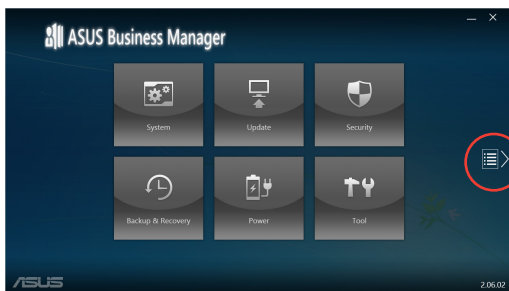 ASUS Business Manager
System Update Security
Backup & Recovery Power Tool
ASUS 2.06.02